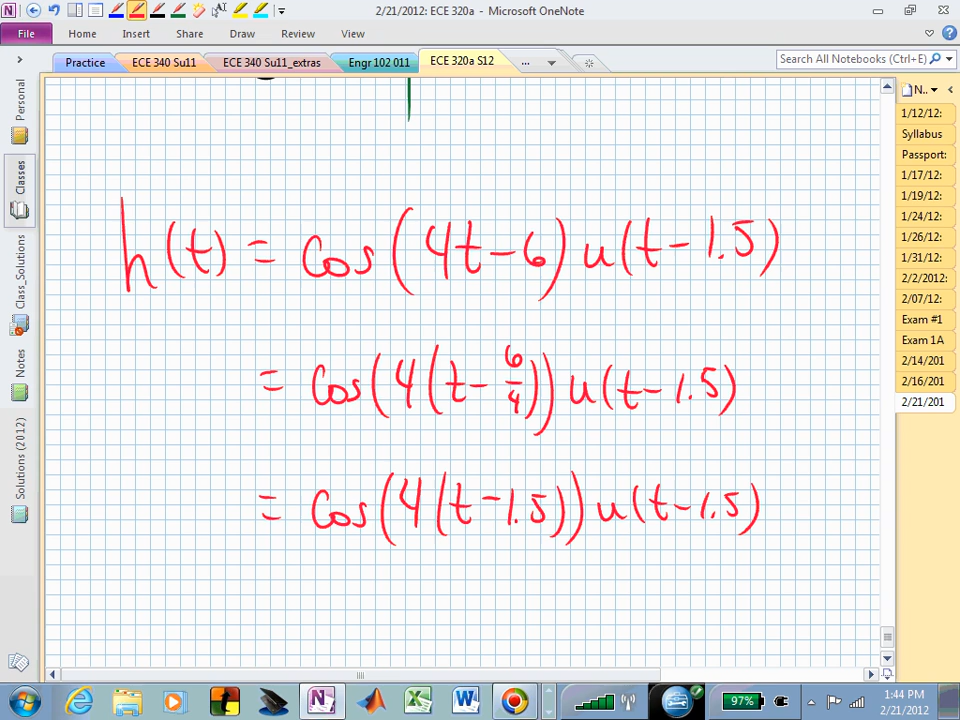 2/21/2012: ECE 320a - Microsoft OneNote
File Home Insert Share Draw Review View
Practice ECE 340 Su11 ECE 340 Su11_extras Engr 102 011 ECE 320a S12 ... Search All Notebooks (Ctrl+E)
Personal
Classes
Class_Solutions
Notes
Solutions (2012)
h(t) = cos(4t-6)u(t-1.5)
= cos(4(t-6/4))u(t-1.5)
= cos(4(t-1.5))u(t-1.5)
N..
1/12/12:
Syllabus
Passport:
1/17/12:
1/19/12:
1/24/12:
1/26/12:
1/31/12:
2/2/2012:
2/07/12:
Exam #1
Exam 1A
2/14/201
2/16/201
2/21/201
97%
1:44 PM
2/21/2012